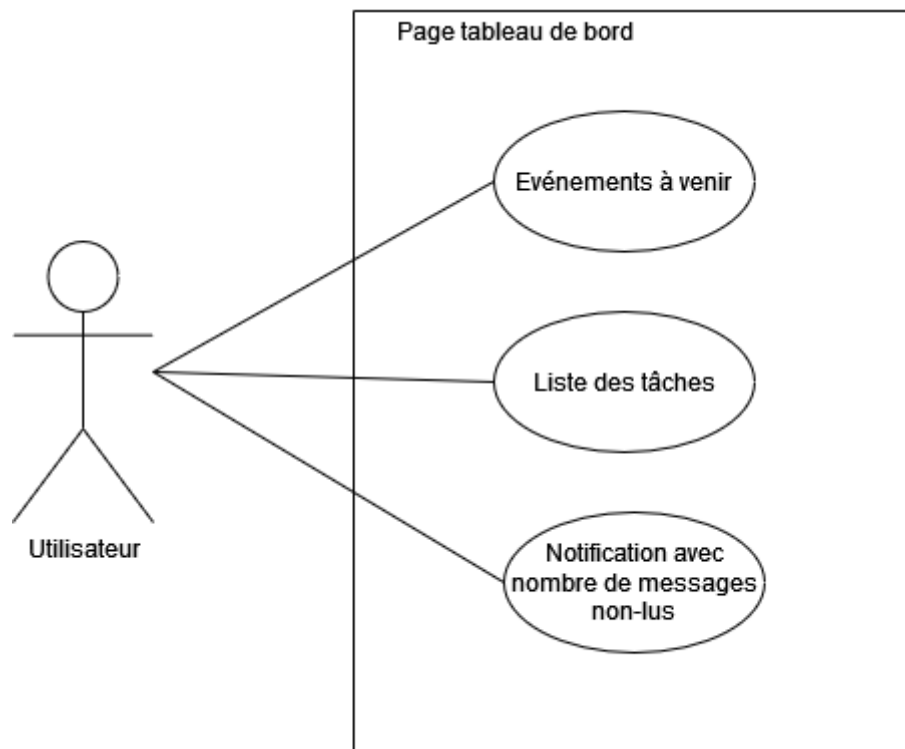 Page tableau de bord
Evénements à venir
Liste des tâches
Notification avec
nombre de messages
non-lus
Utilisateur